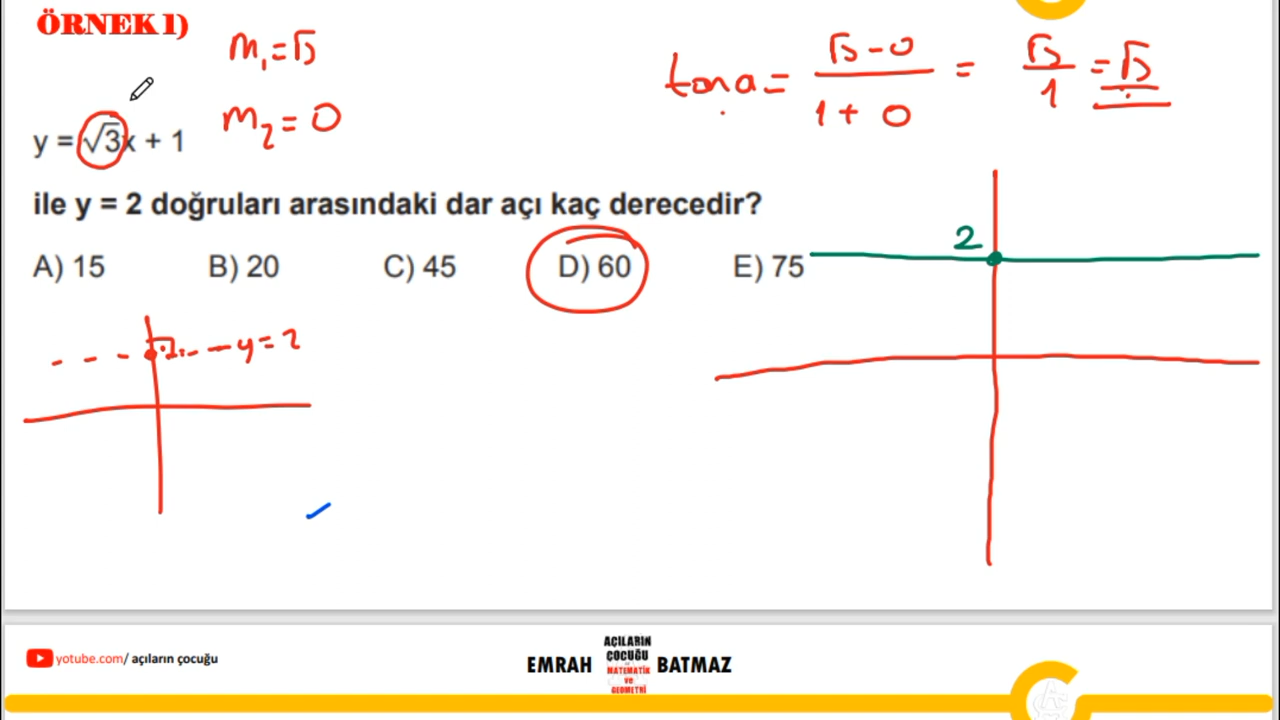 ÖRNEK 1)
m₁ = √3
m₂ = 0
tan a = √3 - 0 / 1 + 0 = √3 / 1 = √3
y = √3x + 1
ile y = 2 doğruları arasındaki dar açı kaç derecedir?
A) 15 B) 20 C) 45 D) 60 E) 75
2
y = 2
yotube.com/ açıların çocuğu
EMRAH
AÇILARIN
ÇOCUĞU
MATEMATİK
ve
GEOMETRİ
BATMAZ